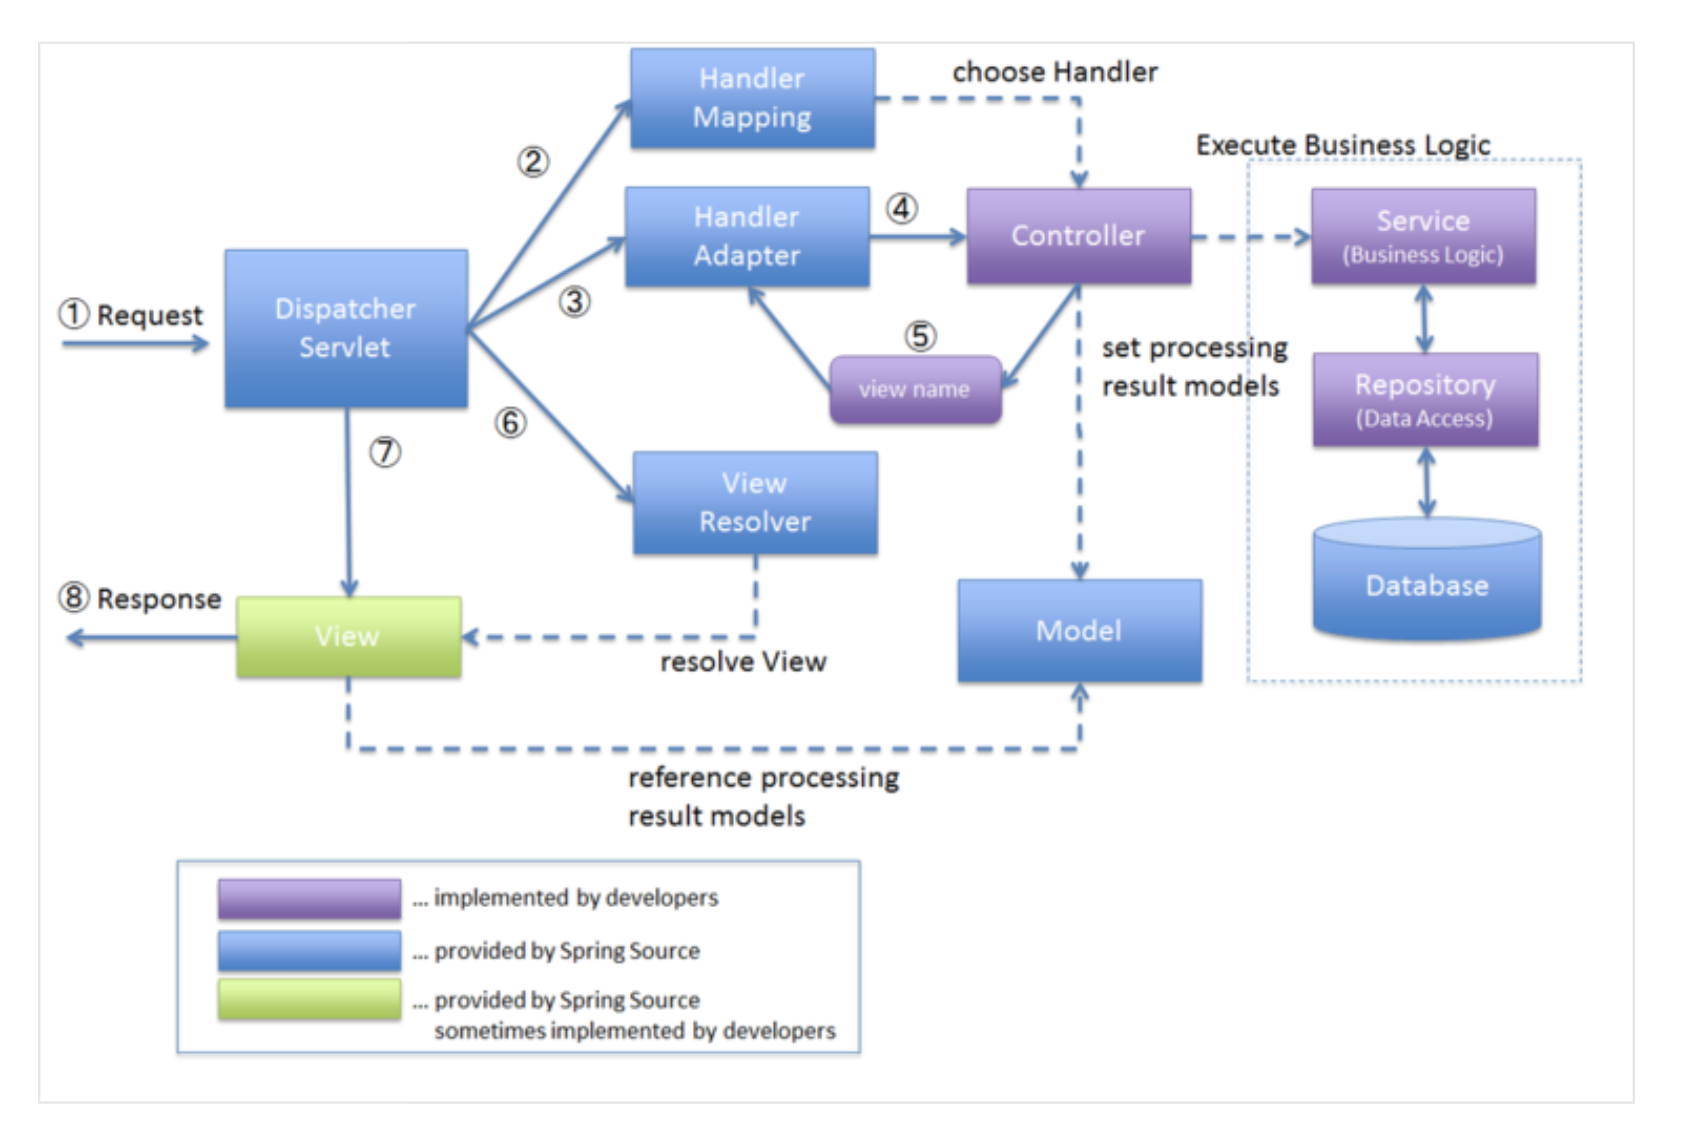 Handler
Mapping
choose Handler
Execute Business Logic
②
Handler
Adapter
④
Controller
Service
(Business Logic)
① Request
Dispatcher
Servlet
③
⑤
view name
set processing
result models
Repository
(Data Access)
⑥
⑦
View
Resolver
Database
⑧ Response
View
resolve View
Model
reference processing
result models
... implemented by developers
... provided by Spring Source
... provided by Spring Source
sometimes implemented by developers